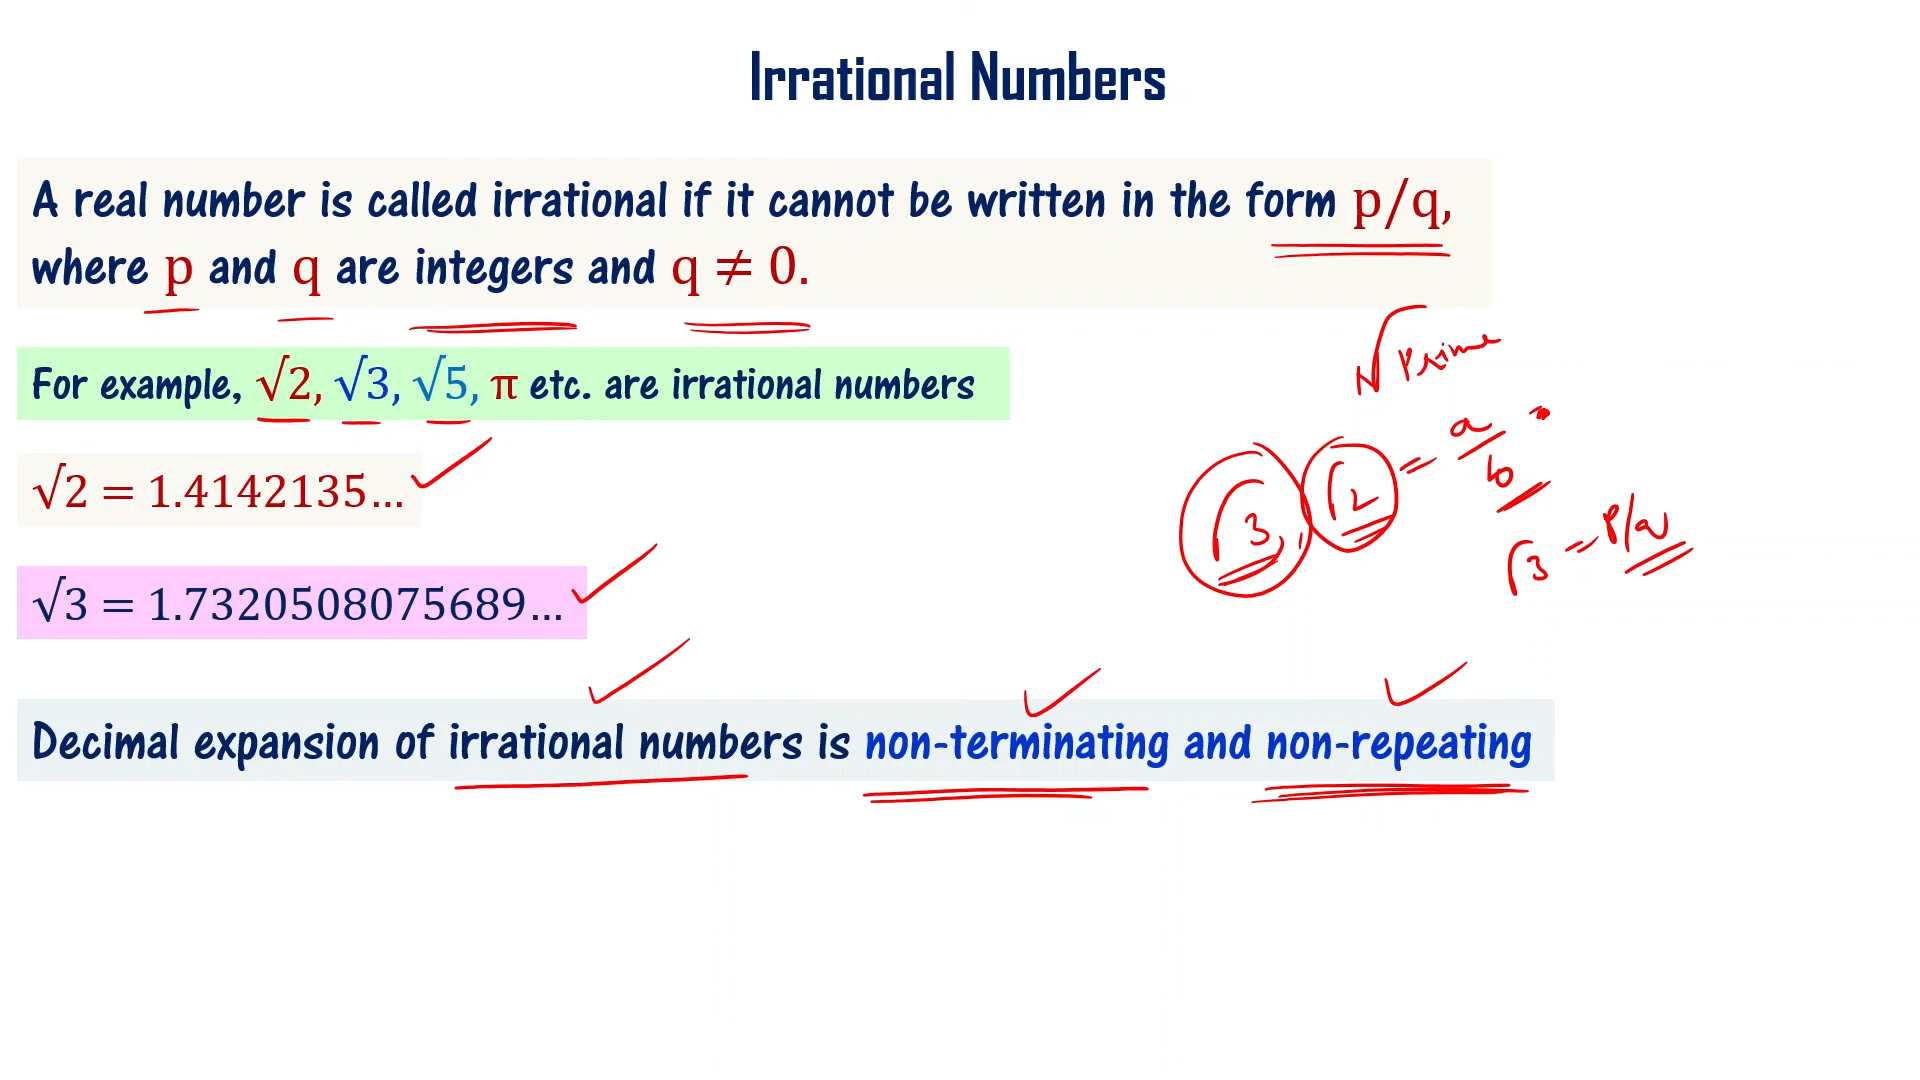 Irrational Numbers
A real number is called irrational if it cannot be written in the form p/q,
where p and q are integers and q ≠ 0.
For example, √2, √3, √5, π etc. are irrational numbers
√Prime
√2 = 1.4142135...
√3, √2 = a/b
√3 = P/q
√3 = 1.7320508075689...
Decimal expansion of irrational numbers is non-terminating and non-repeating